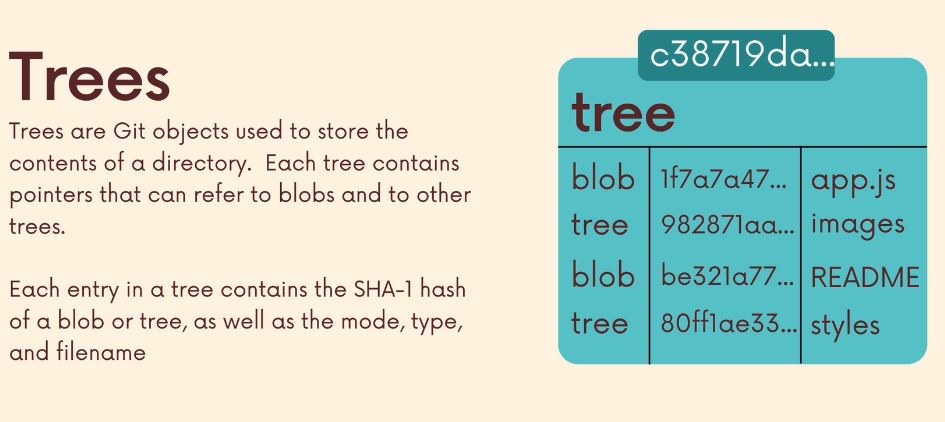 Trees
Trees are Git objects used to store the
contents of a directory.  Each tree contains
pointers that can refer to blobs and to other
trees.
Each entry in a tree contains the SHA-1 hash
of a blob or tree, as well as the mode, type,
and filename
c38719da...
tree
blob 1f7a7a47... app.js
tree 982871aa... images
blob be321a77... README
tree 80ff1ae33... styles